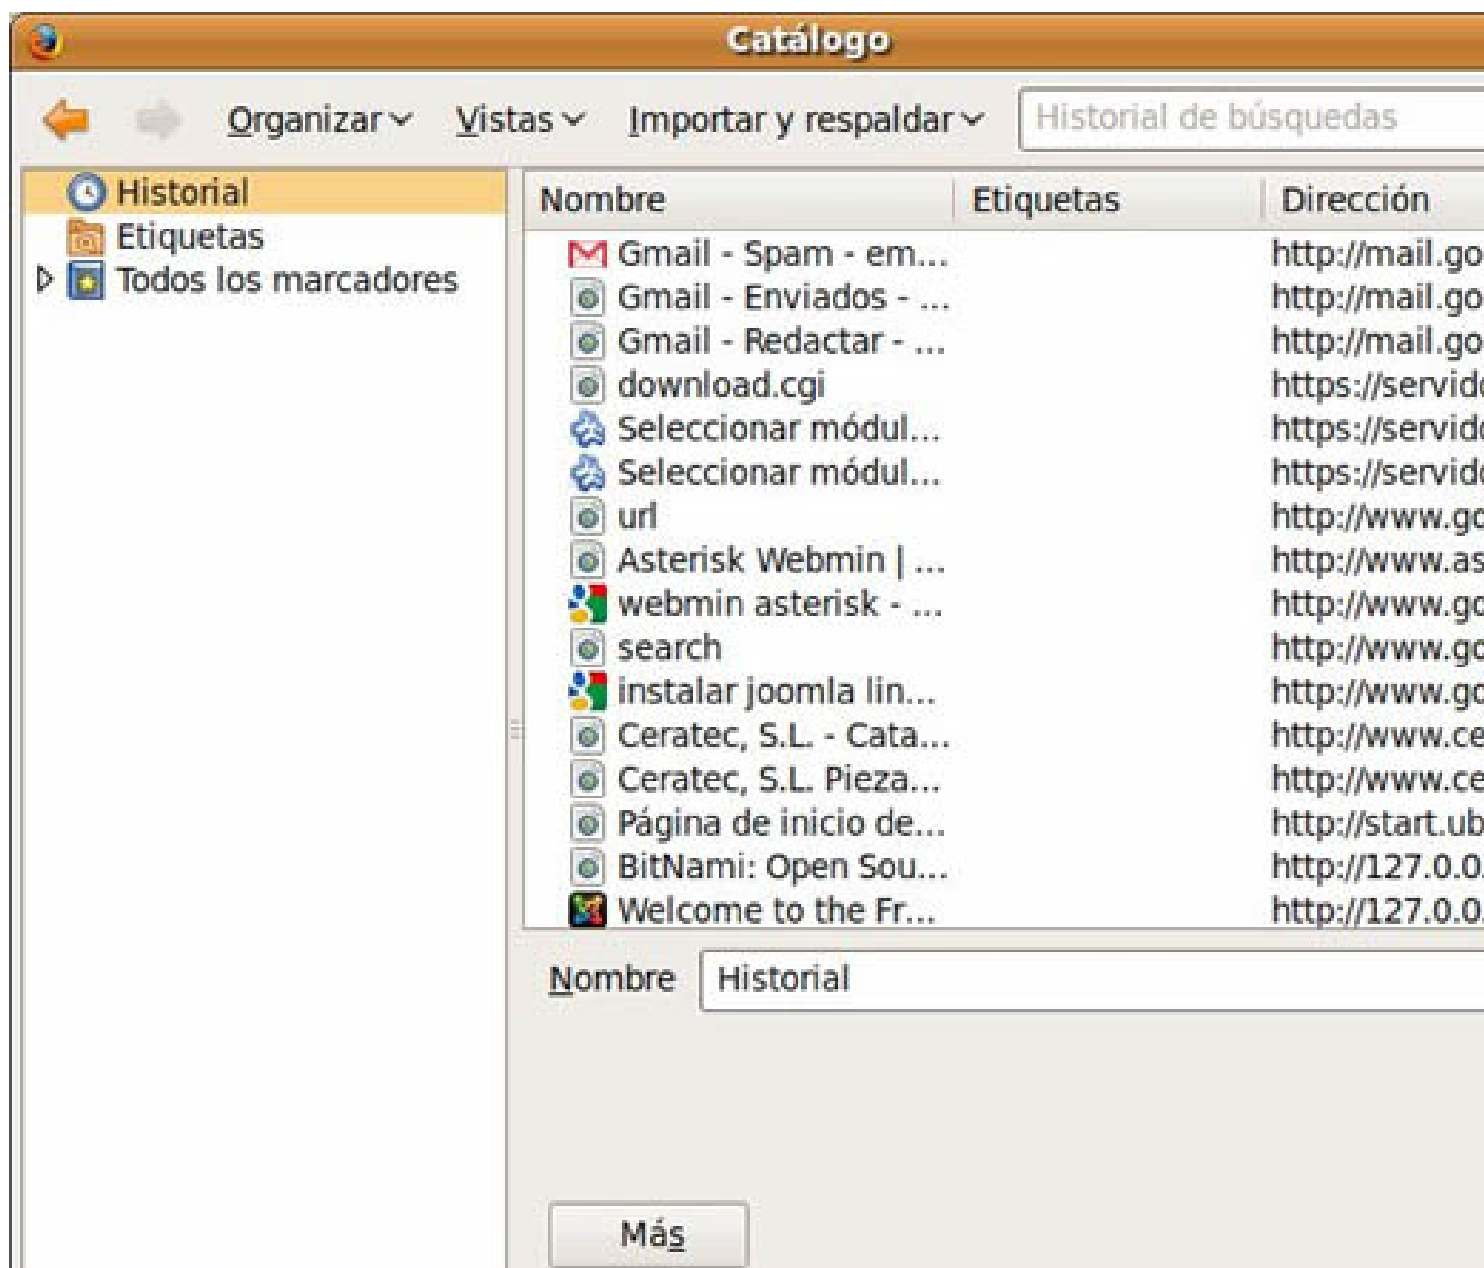 Catálogo
Organizar Vistas Importar y respaldar Historial de búsquedas
Historial
Etiquetas
Todos los marcadores
Nombre Etiquetas Dirección
Gmail - Spam - em... http://mail.go
Gmail - Enviados - ... http://mail.go
Gmail - Redactar - ... http://mail.go
download.cgi https://servido
Seleccionar módul... https://servido
Seleccionar módul... https://servido
url http://www.go
Asterisk Webmin | ... http://www.as
webmin asterisk - ... http://www.go
search http://www.go
instalar joomla lin... http://www.go
Ceratec, S.L. - Cata... http://www.ce
Ceratec, S.L. Pieza... http://www.ce
Página de inicio de... http://start.ub
BitNami: Open Sou... http://127.0.0.
Welcome to the Fr... http://127.0.0.
Nombre Historial
Más